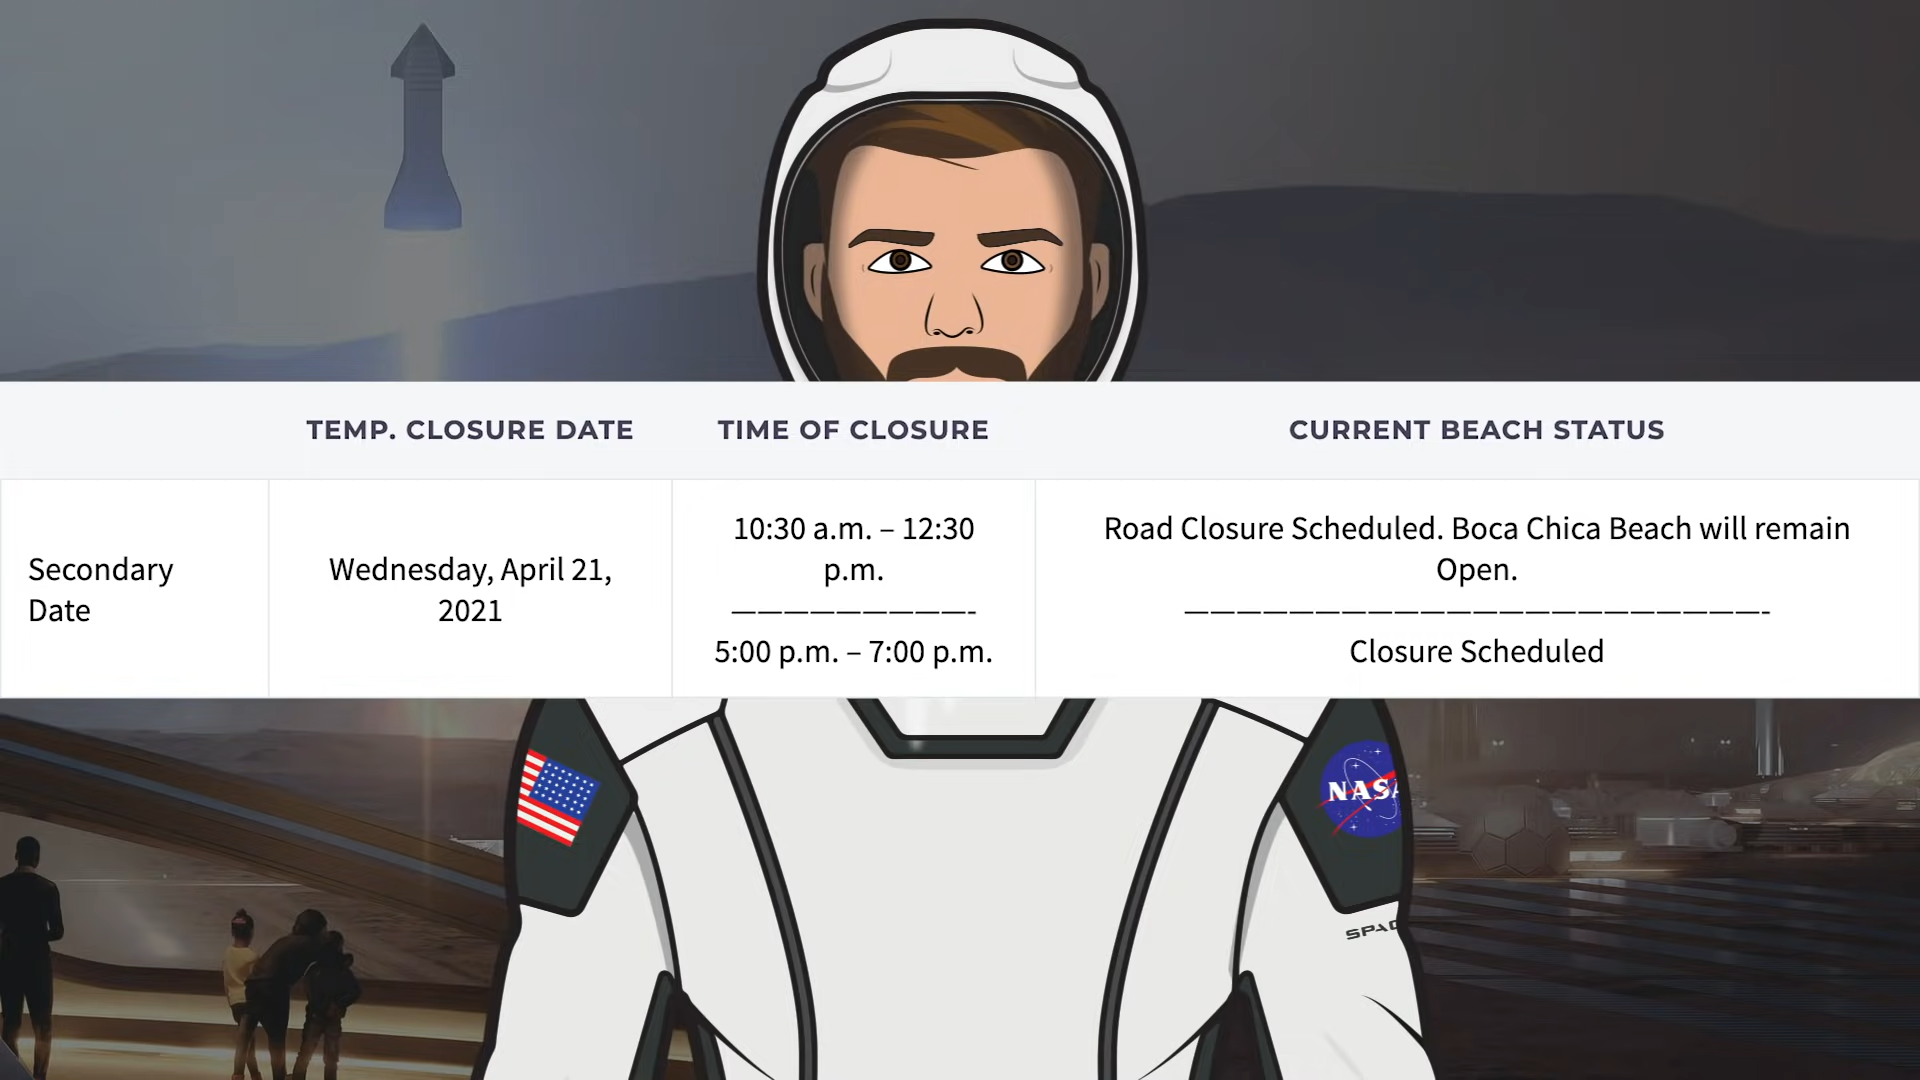 TEMP. CLOSURE DATE
TIME OF CLOSURE
CURRENT BEACH STATUS
Secondary
Date
Wednesday, April 21,
2021
10:30 a.m. – 12:30
p.m.
—————————-
5:00 p.m. – 7:00 p.m.
Road Closure Scheduled. Boca Chica Beach will remain
Open.
——————————————————————-
Closure Scheduled
NASA
SPAC